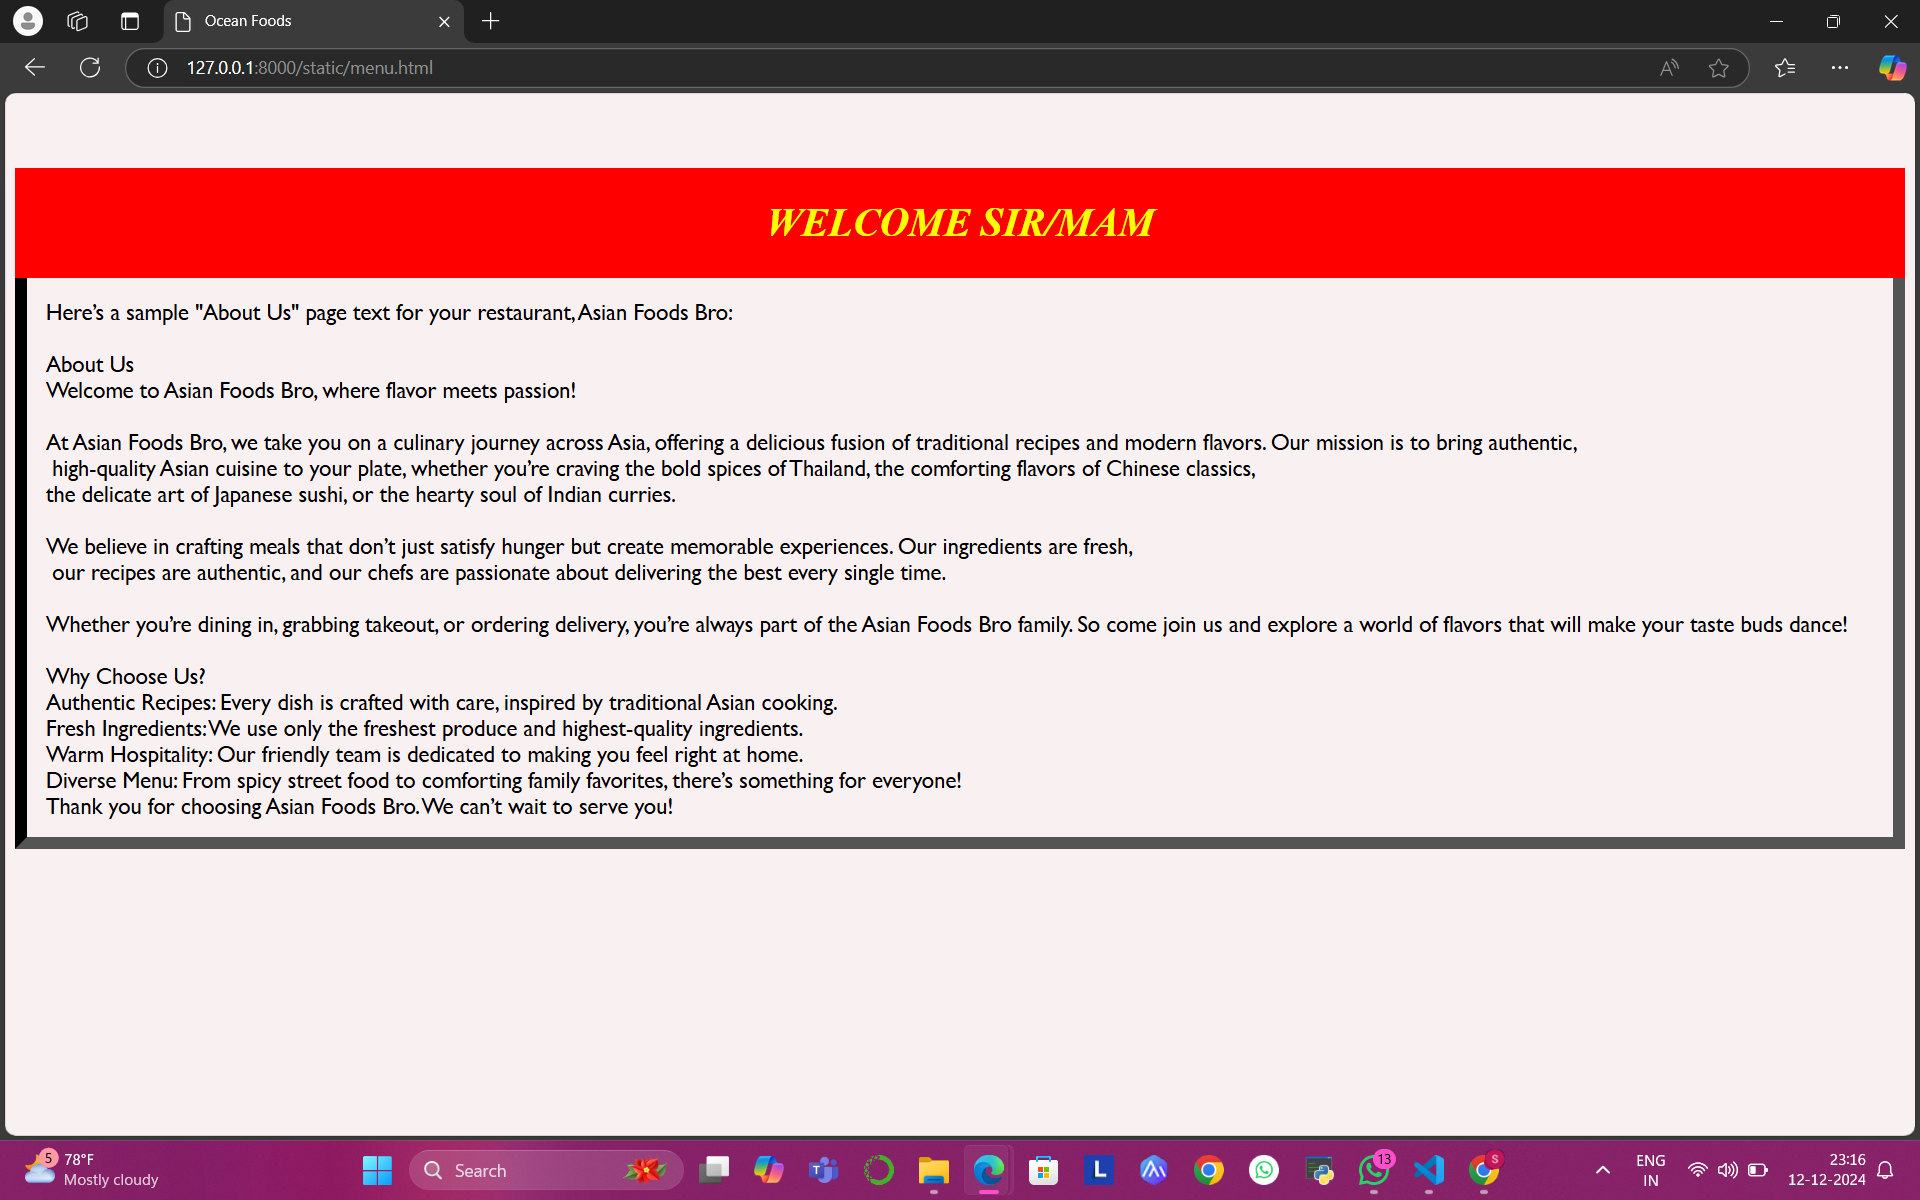 Ocean Foods
127.0.0.1:8000/static/menu.html
WELCOME SIR/MAM
Here’s a sample "About Us" page text for your restaurant, Asian Foods Bro:
About Us
Welcome to Asian Foods Bro, where flavor meets passion!
At Asian Foods Bro, we take you on a culinary journey across Asia, offering a delicious fusion of traditional recipes and modern flavors. Our mission is to bring authentic,
high-quality Asian cuisine to your plate, whether you’re craving the bold spices of Thailand, the comforting flavors of Chinese classics,
the delicate art of Japanese sushi, or the hearty soul of Indian curries.
We believe in crafting meals that don’t just satisfy hunger but create memorable experiences. Our ingredients are fresh,
our recipes are authentic, and our chefs are passionate about delivering the best every single time.
Whether you’re dining in, grabbing takeout, or ordering delivery, you’re always part of the Asian Foods Bro family. So come join us and explore a world of flavors that will make your taste buds dance!
Why Choose Us?
Authentic Recipes: Every dish is crafted with care, inspired by traditional Asian cooking.
Fresh Ingredients: We use only the freshest produce and highest-quality ingredients.
Warm Hospitality: Our friendly team is dedicated to making you feel right at home.
Diverse Menu: From spicy street food to comforting family favorites, there’s something for everyone!
Thank you for choosing Asian Foods Bro. We can’t wait to serve you!
5
78°F
Mostly cloudy
Search
L
13
S
ENG
IN
23:16
12-12-2024